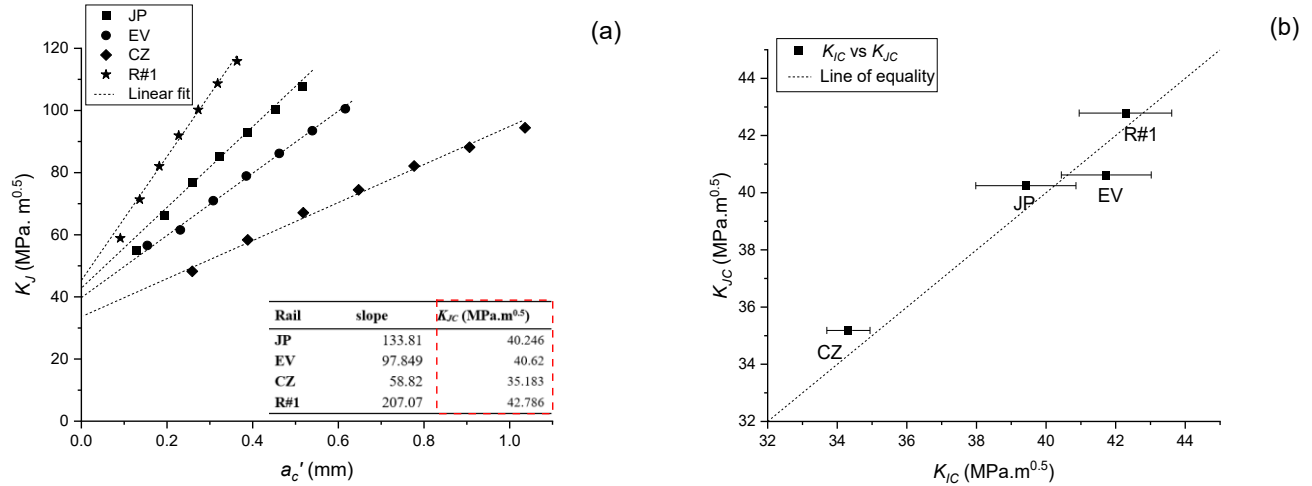 JP
EV
CZ
R#1
Linear fit
(a)
120
100
80
60
40
20
0
K_J (MPa. m^0.5)
Rail slope K_JC (MPa.m^0.5)
JP 133.81 40.246
EV 97.849 40.62
CZ 58.82 35.183
R#1 207.07 42.786
0.0 0.2 0.4 0.6 0.8 1.0
a_c' (mm)
(b)
K_IC vs K_JC
Line of equality
44
42
40
38
36
34
32
K_JC (MPa.m^0.5)
R#1
EV
JP
CZ
32 34 36 38 40 42 44
K_IC (MPa.m^0.5)